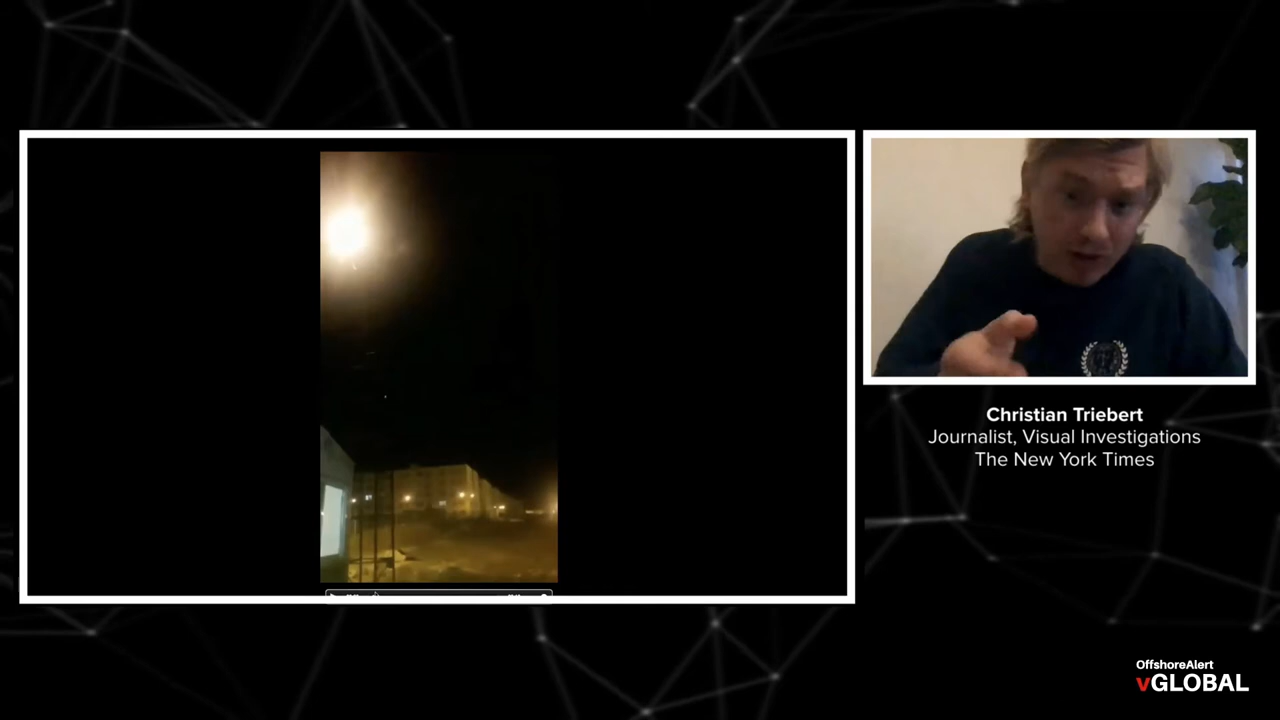 Christian Triebert
Journalist, Visual Investigations
The New York Times
OffshoreAlert
vGLOBAL